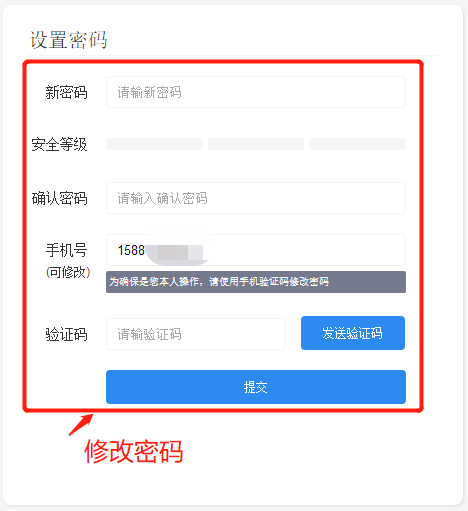 设置密码
新密码 请输新密码
安全等级
确认密码 请输入确认密码
手机号 1588
(可修改)
为确保是您本人操作，请使用手机验证码修改密码
验证码 请输验证码 发送验证码
提交
修改密码